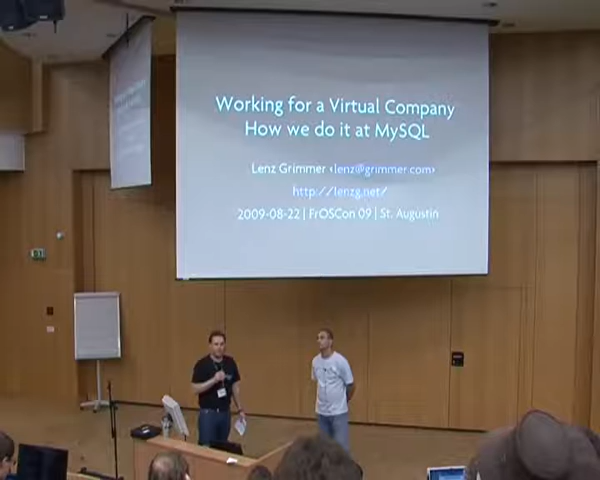 Working for a Virtual Company
How we do it at MySQL
Lenz Grimmer <lenz@grimmer.com>
http://lenzg.net/
2009-08-22 | FrOSCon 09 | St. Augustin